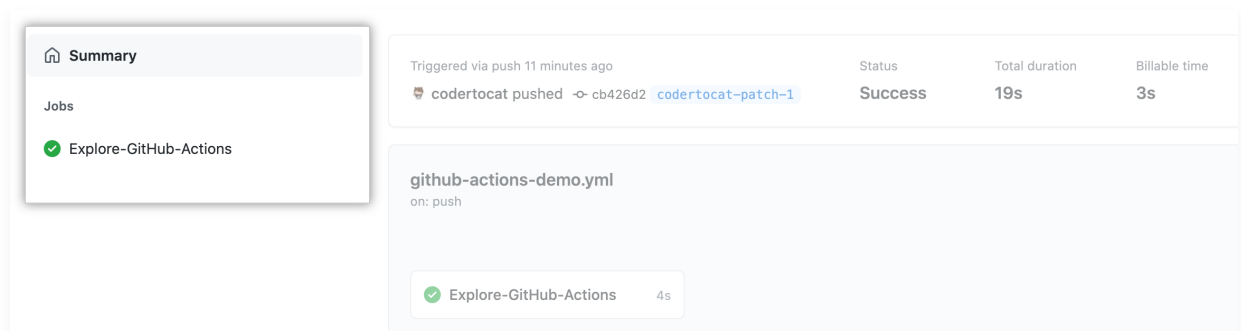 Summary
Jobs
Explore-GitHub-Actions
Triggered via push 11 minutes ago
codertocat pushed cb426d2 codertocat-patch-1
Status
Success
Total duration
19s
Billable time
3s
github-actions-demo.yml
on: push
Explore-GitHub-Actions 4s